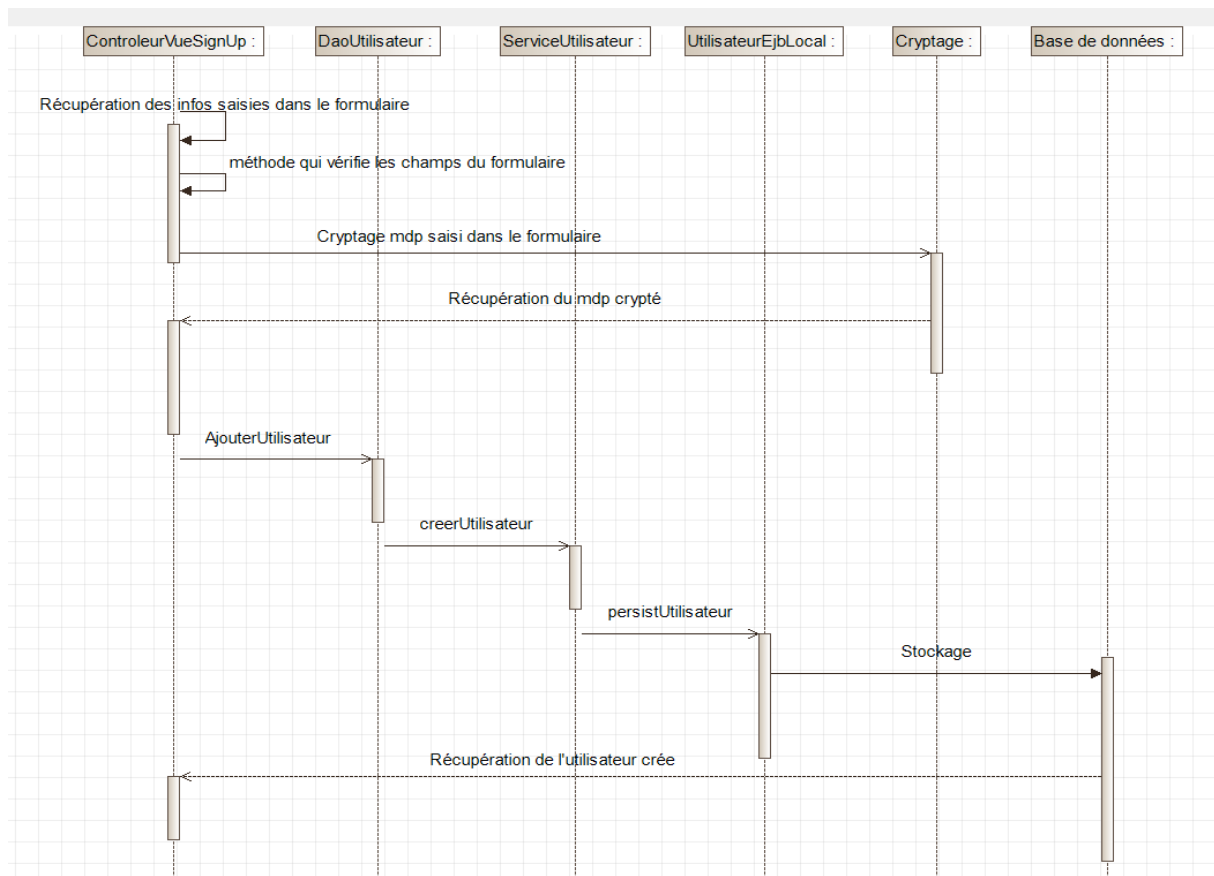 ControleurVueSignUp :
DaoUtilisateur :
ServiceUtilisateur :
UtilisateurEjbLocal :
Cryptage :
Base de données :
Récupération des infos saisies dans le formulaire
méthode qui vérifie les champs du formulaire
Cryptage mdp saisi dans le formulaire
Récupération du mdp crypté
AjouterUtilisateur
creerUtilisateur
persistUtilisateur
Stockage
Récupération de l'utilisateur crée